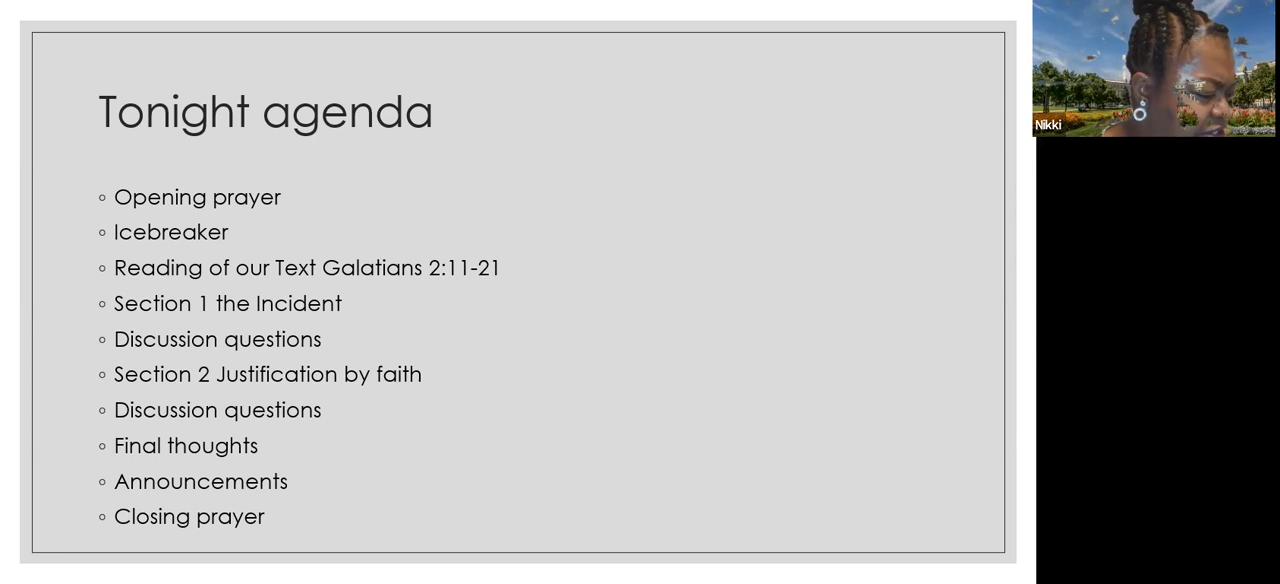 Tonight agenda
Opening prayer
Icebreaker
Reading of our Text Galatians 2:11-21
Section 1 the Incident
Discussion questions
Section 2 Justification by faith
Discussion questions
Final thoughts
Announcements
Closing prayer
Nikki